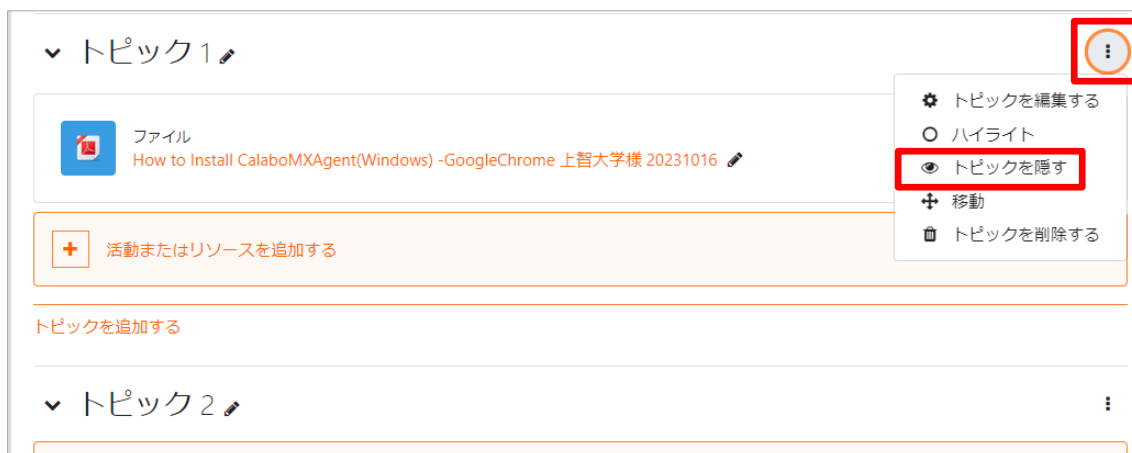 トピック 1
トピックを編集する
ハイライト
トピックを隠す
移動
トピックを削除する
ファイル
How to Install CalaboMXAgent(Windows) -GoogleChrome 上智大学様 20231016
活動またはリソースを追加する
トピックを追加する
トピック 2